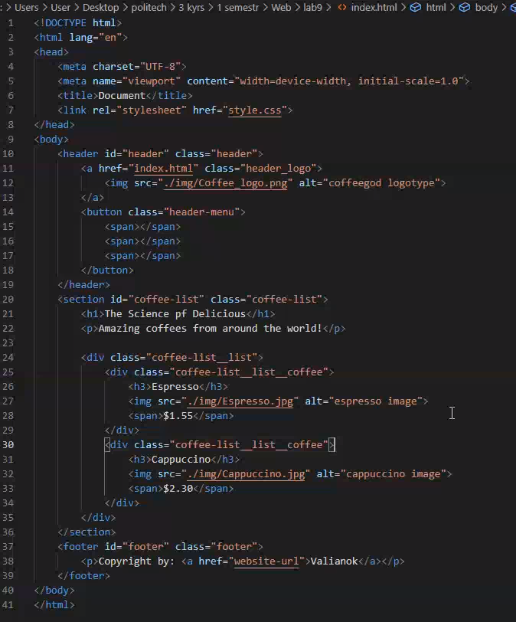 : > Users > User > Desktop > politech > 3 kyrs > 1 semestr > Web > lab9 > <> index.html > html > body >
1 <!DOCTYPE html>
2 <html lang="en">
3 <head>
4 <meta charset="UTF-8">
5 <meta name="viewport" content="width=device-width, initial-scale=1.0">
6 <title>Document</title>
7 <link rel="stylesheet" href="style.css">
8 </head>
9 <body>
10 <header id="header" class="header">
11 <a href="index.html" class="header_logo">
12 <img src="./img/Coffee_logo.png" alt="coffeegod logotype">
13 </a>
14 <button class="header-menu">
15 <span></span>
16 <span></span>
17 <span></span>
18 </button>
19 </header>
20 <section id="coffee-list" class="coffee-list">
21 <h1>The Science pf Delicious</h1>
22 <p>Amazing coffees from around the world!</p>
23
24 <div class="coffee-list__list">
25 <div class="coffee-list__list__coffee">
26 <h3>Espresso</h3>
27 <img src="./img/Espresso.jpg" alt="espresso image">
28 <span>$1.55</span>
29 </div>
30 <div class="coffee-list__list__coffee">
31 <h3>Cappuccino</h3>
32 <img src="./img/Cappuccino.jpg" alt="cappuccino image">
33 <span>$2.30</span>
34 </div>
35 </div>
36 </section>
37 <footer id="footer" class="footer">
38 <p>Copyright by: <a href="website-url">Valianok</a></p>
39 </footer>
40 </body>
41 </html>